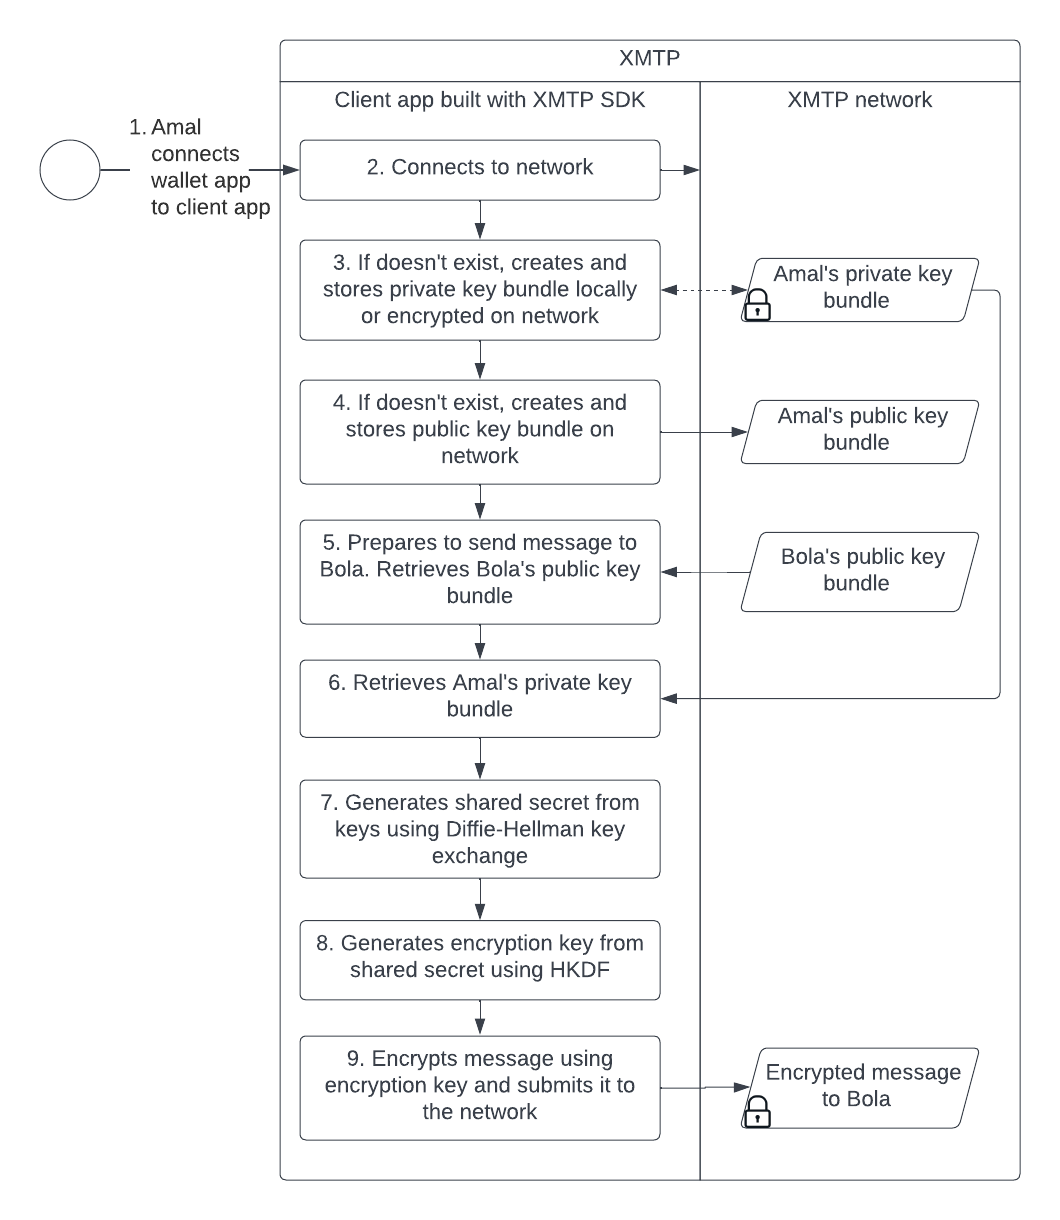 XMTP
Client app built with XMTP SDK
XMTP network
1. Amal
connects
wallet app
to client app
2. Connects to network
3. If doesn't exist, creates and
stores private key bundle locally
or encrypted on network
Amal's private key
bundle
4. If doesn't exist, creates and
stores public key bundle on
network
Amal's public key
bundle
5. Prepares to send message to
Bola. Retrieves Bola's public key
bundle
Bola's public key
bundle
6. Retrieves Amal's private key
bundle
7. Generates shared secret from
keys using Diffie-Hellman key
exchange
8. Generates encryption key from
shared secret using HKDF
9. Encrypts message using
encryption key and submits it to
the network
Encrypted message
to Bola